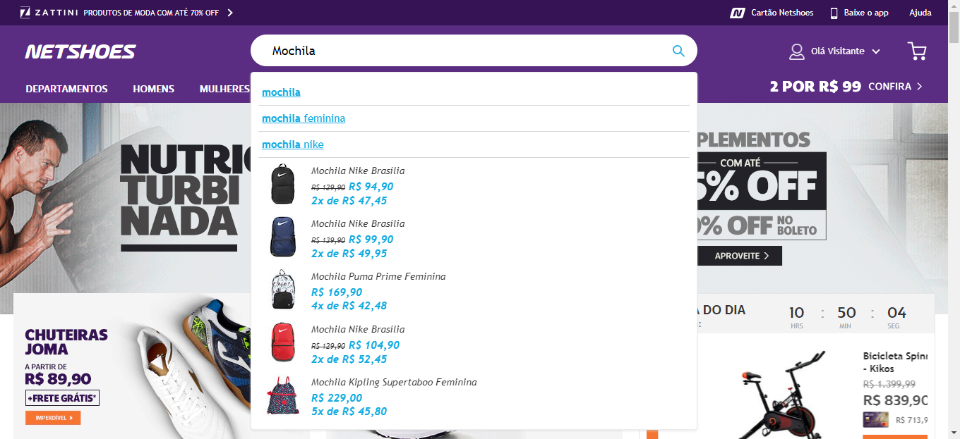 ZATTINI PRODUTOS DE MODA COM ATÉ 70% OFF
Cartão Netshoes
Baixe o app
Ajuda
NETSHOES
Mochila
Olá Visitante
DEPARTAMENTOS
HOMENS
MULHERES
2 POR R$ 99 CONFIRA
mochila
mochila feminina
mochila nike
Mochila Nike Brasilia
R$ 129,90 R$ 94,90
2x de R$ 47,45
Mochila Nike Brasilia
R$ 139,90 R$ 99,90
2x de R$ 49,95
Mochila Puma Prime Feminina
R$ 169,90
4x de R$ 42,48
Mochila Nike Brasilia
R$ 129,90 R$ 104,90
2x de R$ 52,45
Mochila Kipling Supertaboo Feminina
R$ 229,00
5x de R$ 45,80
NUTRIC
TURBI
NADA
PLEMENTOS
COM ATÉ
5% OFF
% OFF NO BOLETO
APROVEITE
CHUTEIRAS
JOMA
A PARTIR DE
R$ 89,90
+FRETE GRÁTIS*
IMPERDÍVEL
A DO DIA
10 : 50 : 04
HRS MIN SEG
Bicicleta Spinn
- Kikos
R$ 1.399,99
R$ 839,90
R$ 713,9